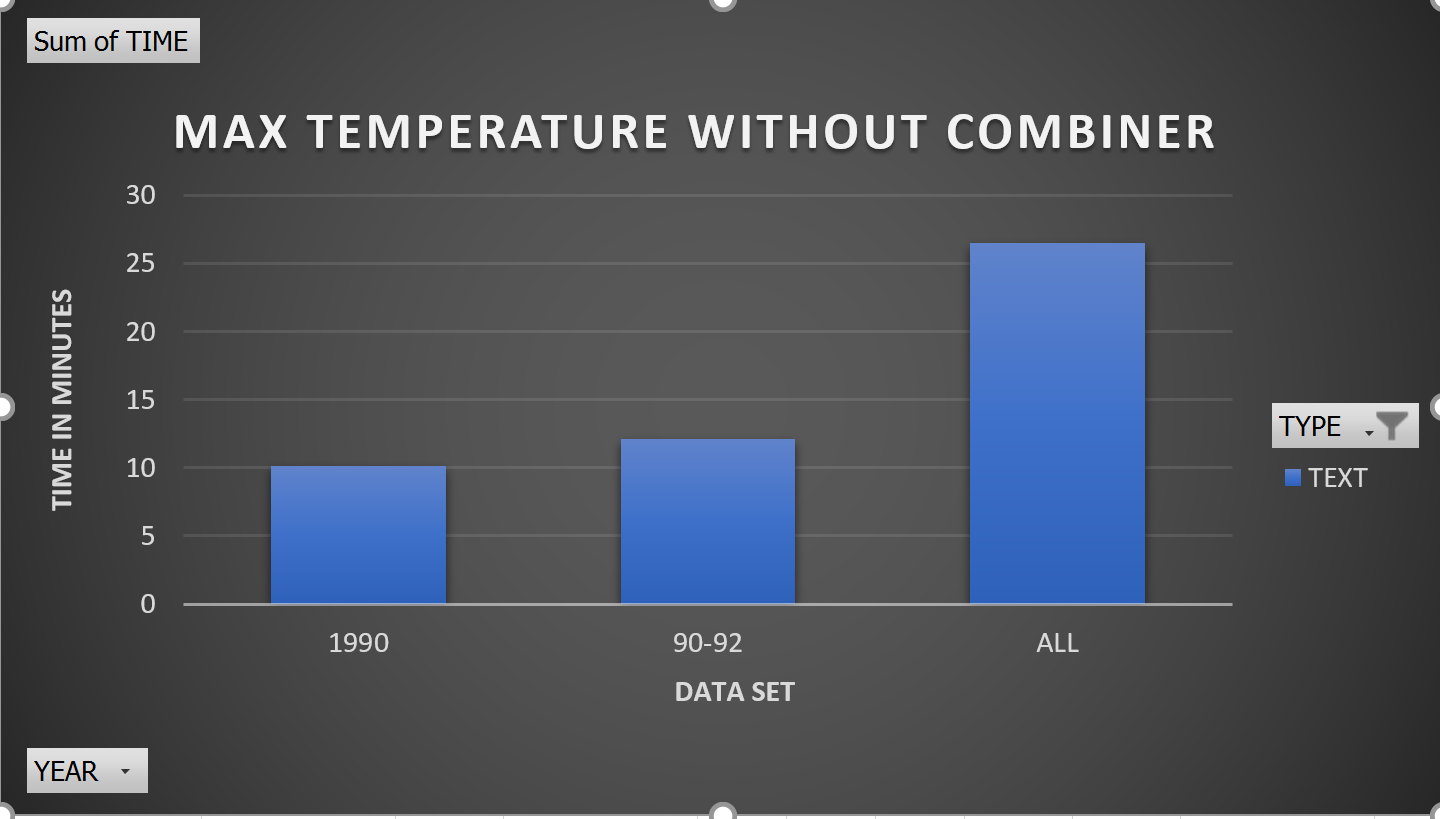 Sum of TIME
MAX TEMPERATURE WITHOUT COMBINER
30
25
20
15
10
5
0
TIME IN MINUTES
1990 90-92 ALL
DATA SET
TYPE
TEXT
YEAR